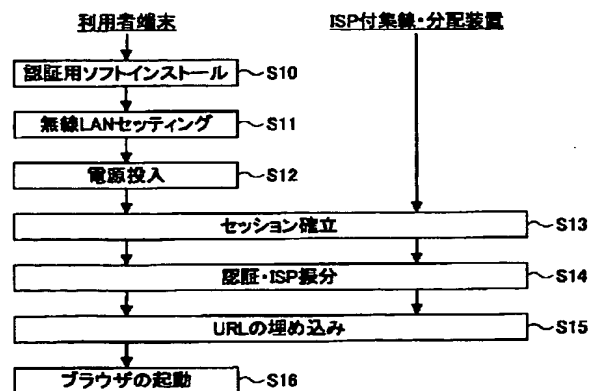 利用者端末
ISP付集線・分配装置
認証用ソフトインストール
S10
無線LANセッティング
S11
電源投入
S12
セッション確立
S13
認証・ISP振分
S14
URLの埋め込み
S15
ブラウザの起動
S16